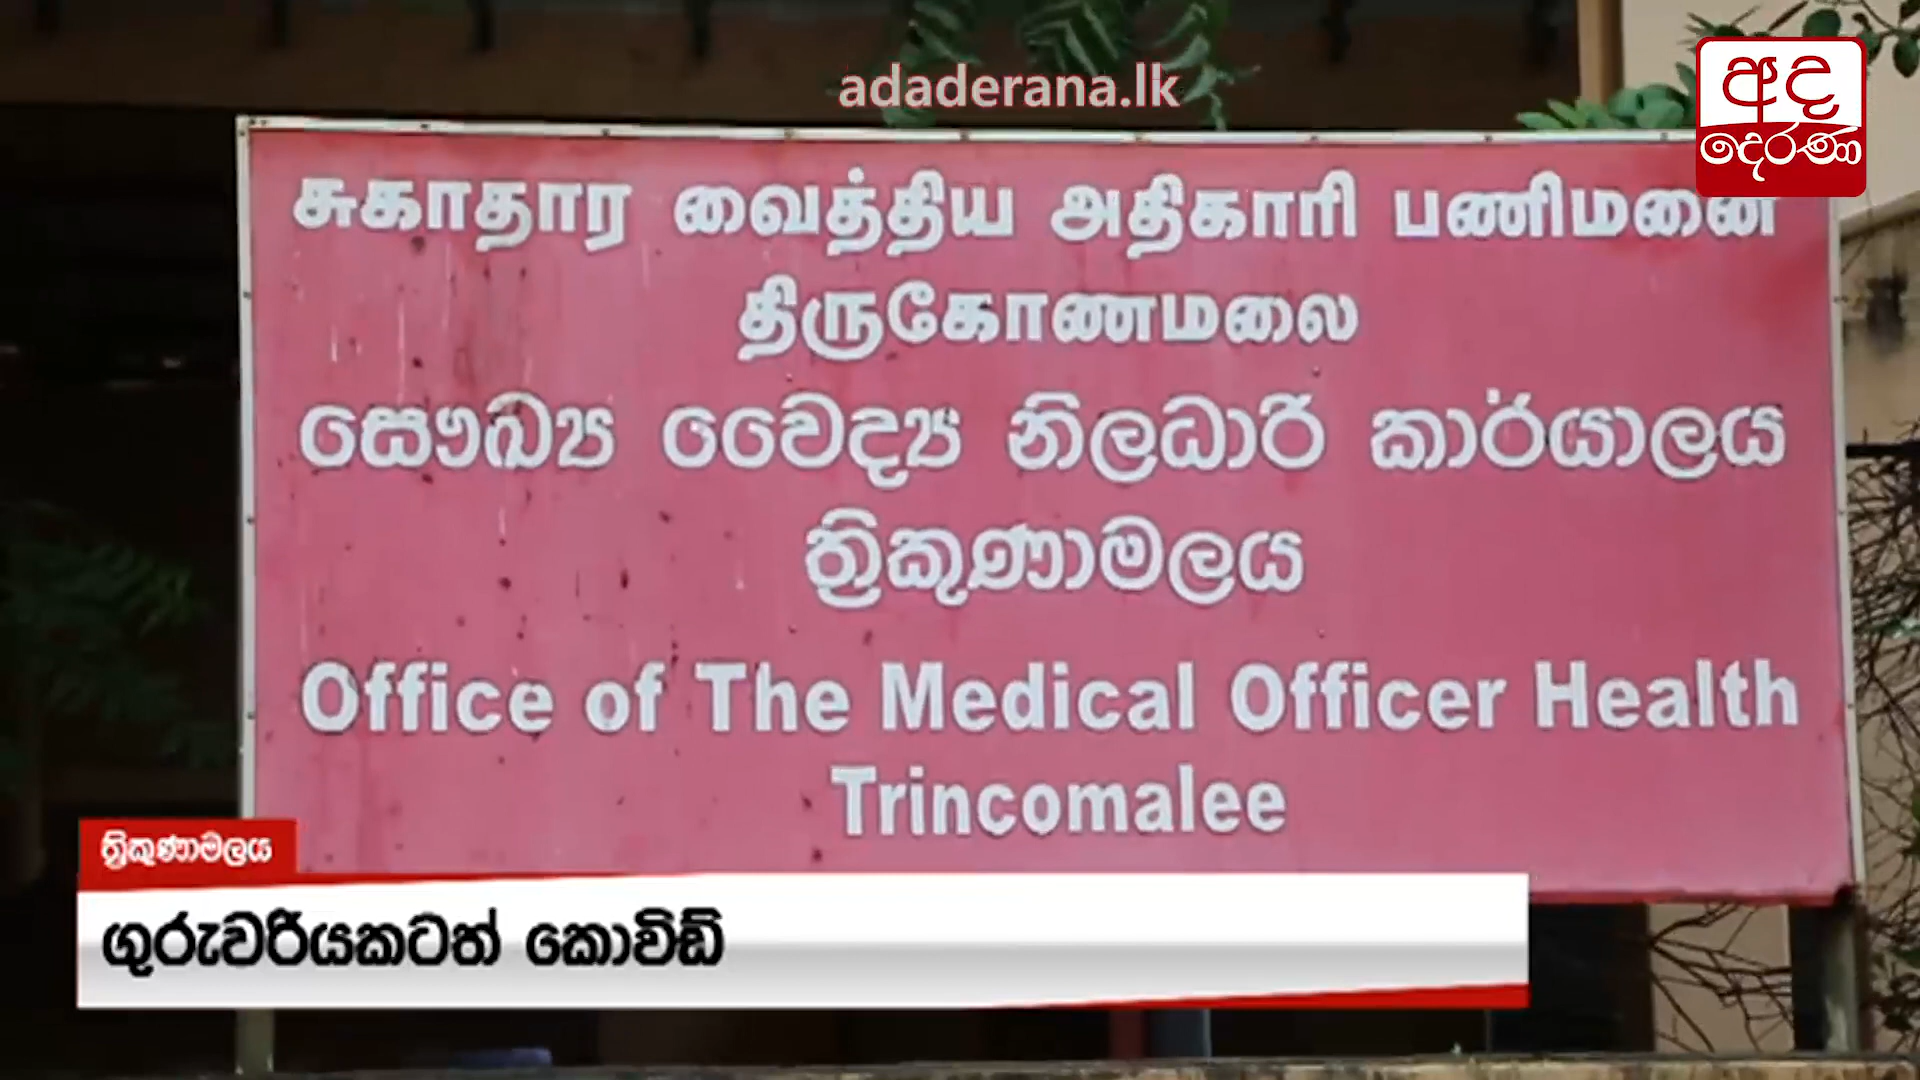 adaderana.lk
අද
දෙරණ
சுகாதார வைத்திய அதிகாரி பணிமனை
திருகோணமலை
සෞඛ්‍ය වෛද්‍ය නිලධාරි කාර්යාලය
ත්‍රිකුණාමලය
Office of The Medical Officer Health
Trincomalee
ත්‍රිකුණාමලය
ගුරුවරියකටත් කොවිඩ්